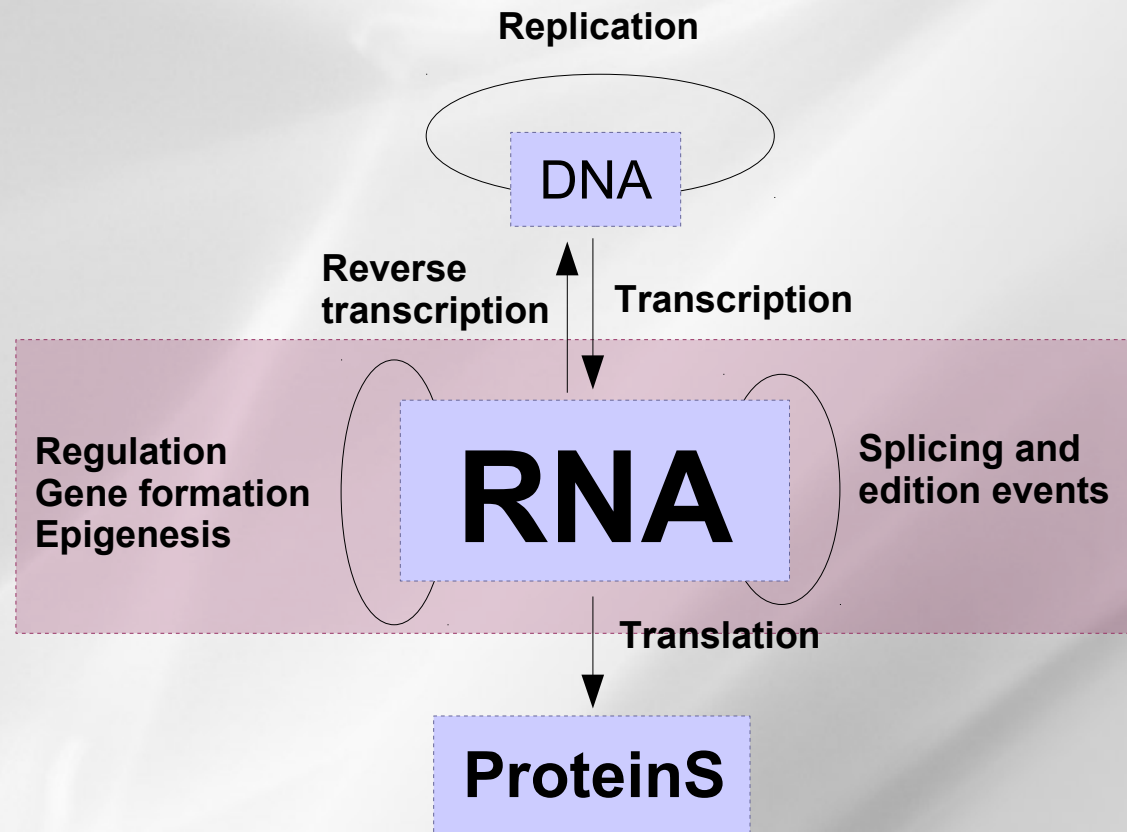 Replication
DNA
Reverse
transcription
Transcription
Regulation
Gene formation
Epigenesis
RNA
Splicing and
edition events
Translation
ProteinS